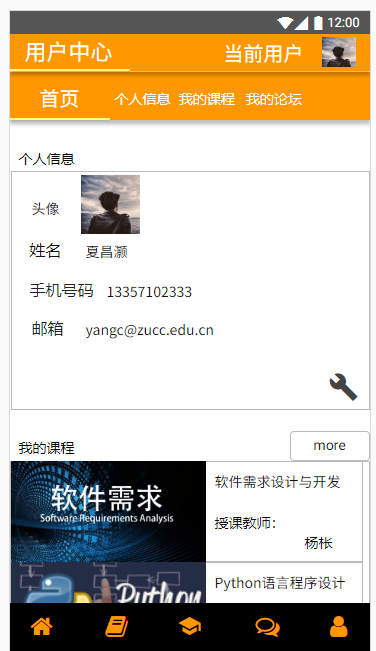 12:00
用户中心 当前用户
首页 个人信息 我的课程 我的论坛
个人信息
头像
姓名 夏昌灏
手机号码 13357102333
邮箱 yangc@zucc.edu.cn
我的课程 more
软件需求
Software Requirements Analysis
软件需求设计与开发
授课教师：
杨枨
Python
Python语言程序设计